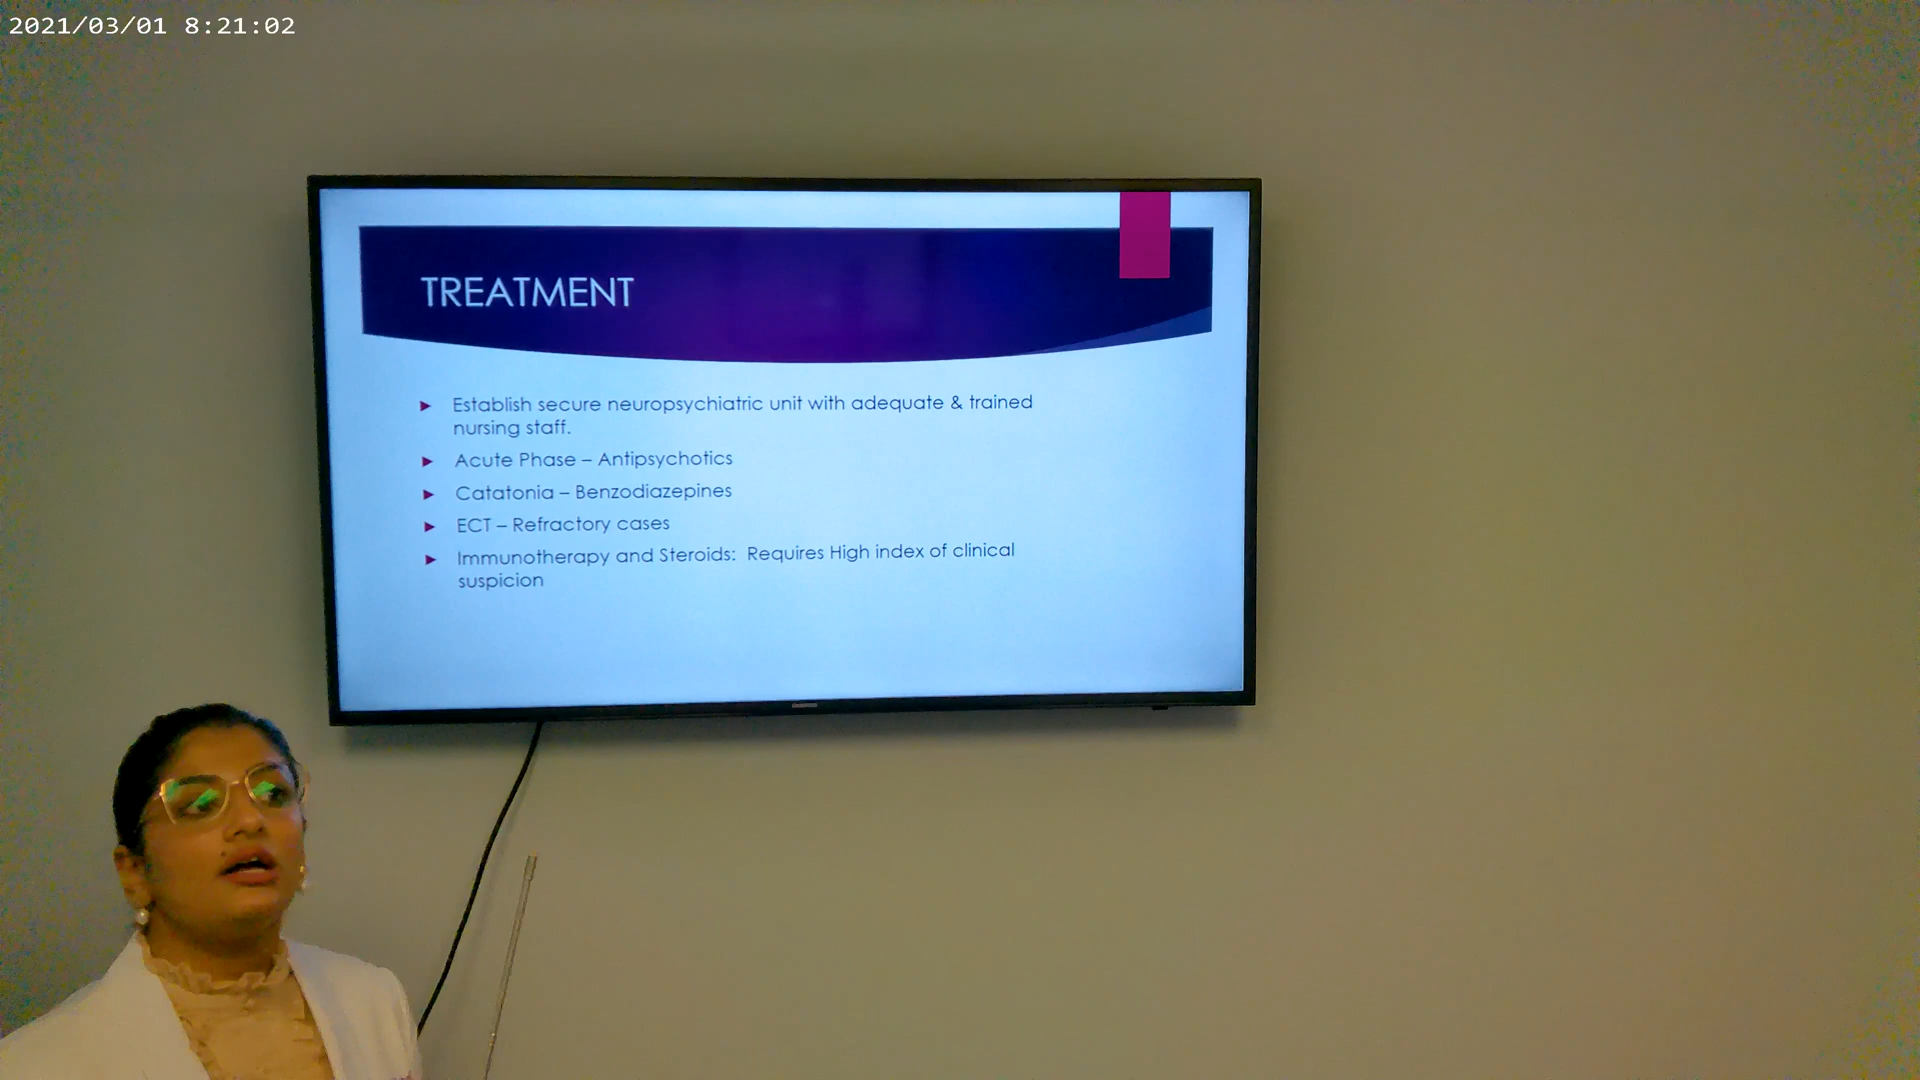 2021/03/01 8:21:02
TREATMENT
► Establish secure neuropsychiatric unit with adequate & trained
nursing staff.
► Acute Phase – Antipsychotics
► Catatonia – Benzodiazepines
► ECT – Refractory cases
► Immunotherapy and Steroids: Requires High index of clinical
suspicion